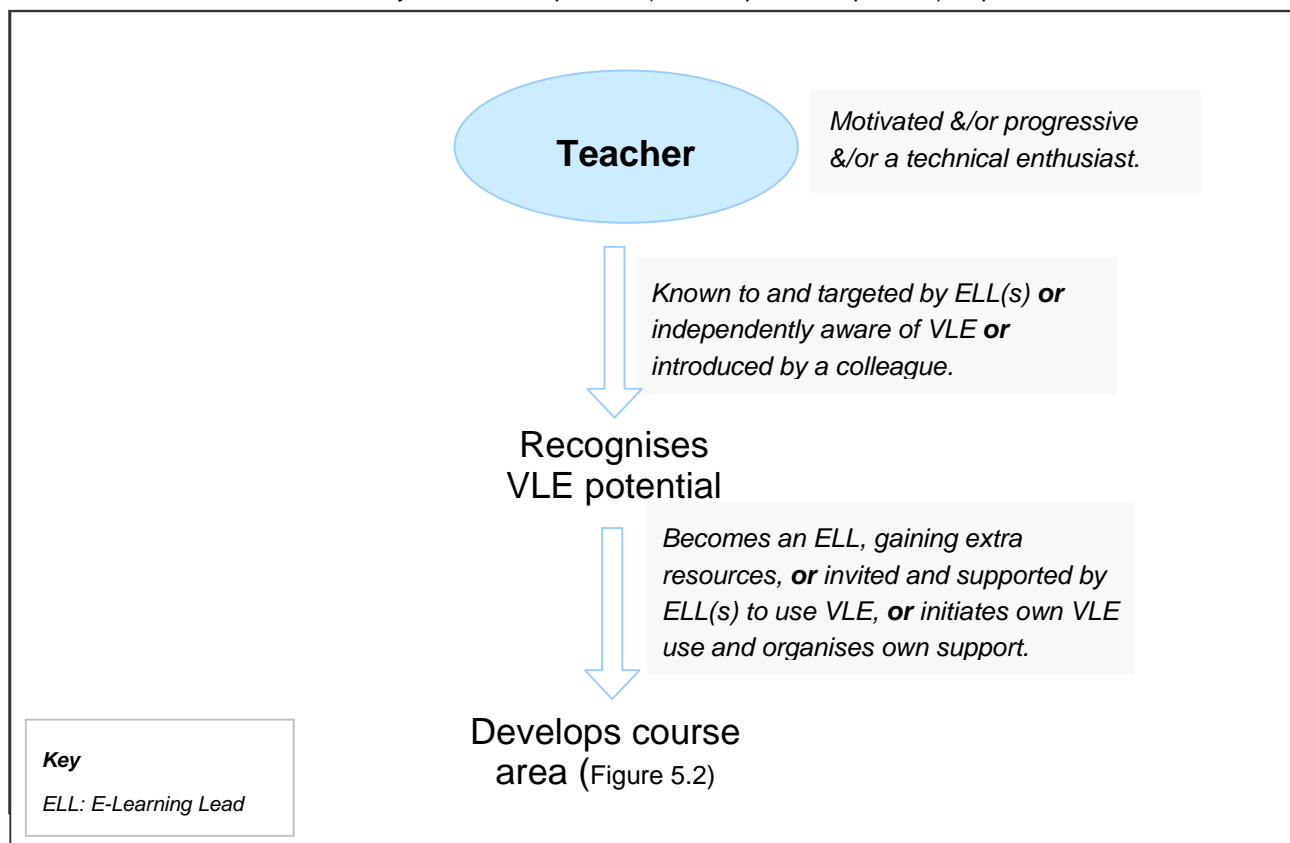 Teacher
Motivated &/or progressive
&/or a technical enthusiast.
Known to and targeted by ELL(s) or
independently aware of VLE or
introduced by a colleague.
Recognises
VLE potential
Becomes an ELL, gaining extra
resources, or invited and supported by
ELL(s) to use VLE, or initiates own VLE
use and organises own support.
Develops course
area (Figure 5.2)
Key
ELL: E-Learning Lead